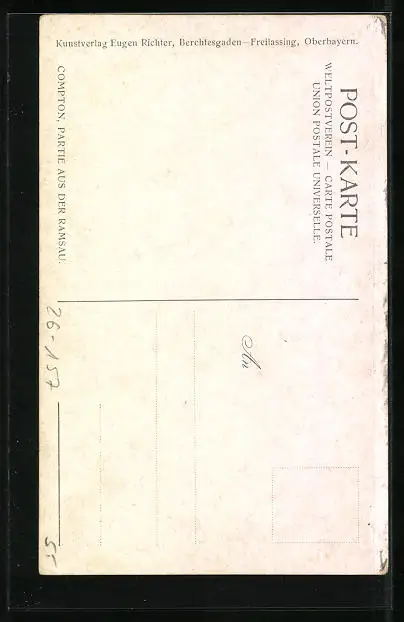 POST-KARTE
WELTPOSTVEREIN — CARTE POSTALE
UNION POSTALE UNIVERSELLE.
Kunstverlag Eugen Richter, Berchtesgaden—Freilassing, Oberbayern.
COMPTON, PARTIE AUS DER RAMSAU.
An
26-157